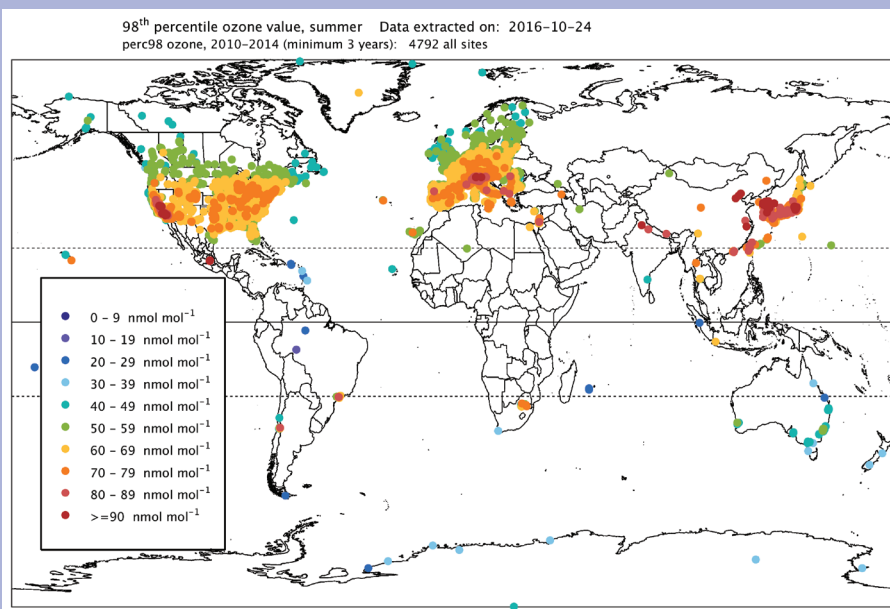 98th percentile ozone value, summer Data extracted on: 2016-10-24
perc98 ozone, 2010-2014 (minimum 3 years): 4792 all sites
0 – 9 nmol mol⁻¹
10 – 19 nmol mol⁻¹
20 – 29 nmol mol⁻¹
30 – 39 nmol mol⁻¹
40 – 49 nmol mol⁻¹
50 – 59 nmol mol⁻¹
60 – 69 nmol mol⁻¹
70 – 79 nmol mol⁻¹
80 – 89 nmol mol⁻¹
>=90 nmol mol⁻¹